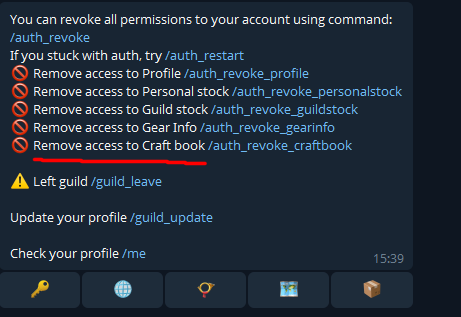 You can revoke all permissions to your account using command:
/auth_revoke
If you stuck with auth, try /auth_restart
🚫 Remove access to Profile /auth_revoke_profile
🚫 Remove access to Personal stock /auth_revoke_personalstock
🚫 Remove access to Guild stock /auth_revoke_guildstock
🚫 Remove access to Gear Info /auth_revoke_gearinfo
🚫 Remove access to Craft book /auth_revoke_craftbook
⚠️ Left guild /guild_leave
Update your profile /guild_update
Check your profile /me
15:39